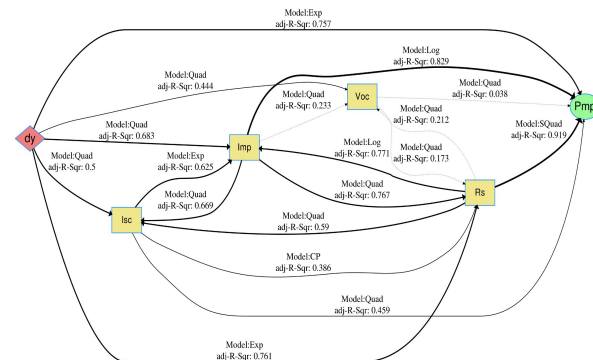 Model:Exp
adj-R-Sqr: 0.757
Model:Log
adj-R-Sqr: 0.829
Model:Quad
adj-R-Sqr: 0.444
Model:Quad
adj-R-Sqr: 0.233
Voc
Model:Quad
adj-R-Sqr: 0.038
Pmp
Model:Quad
adj-R-Sqr: 0.212
Model:SQuad
adj-R-Sqr: 0.919
dy
Model:Quad
adj-R-Sqr: 0.683
Imp
Model:Log
adj-R-Sqr: 0.771
Model:Quad
adj-R-Sqr: 0.173
Model:Quad
adj-R-Sqr: 0.5
Model:Exp
adj-R-Sqr: 0.625
Model:Quad
adj-R-Sqr: 0.669
Model:Quad
adj-R-Sqr: 0.767
Rs
Isc
Model:Quad
adj-R-Sqr: 0.59
Model:CP
adj-R-Sqr: 0.386
Model:Quad
adj-R-Sqr: 0.459
Model:Exp
adj-R-Sqr: 0.761